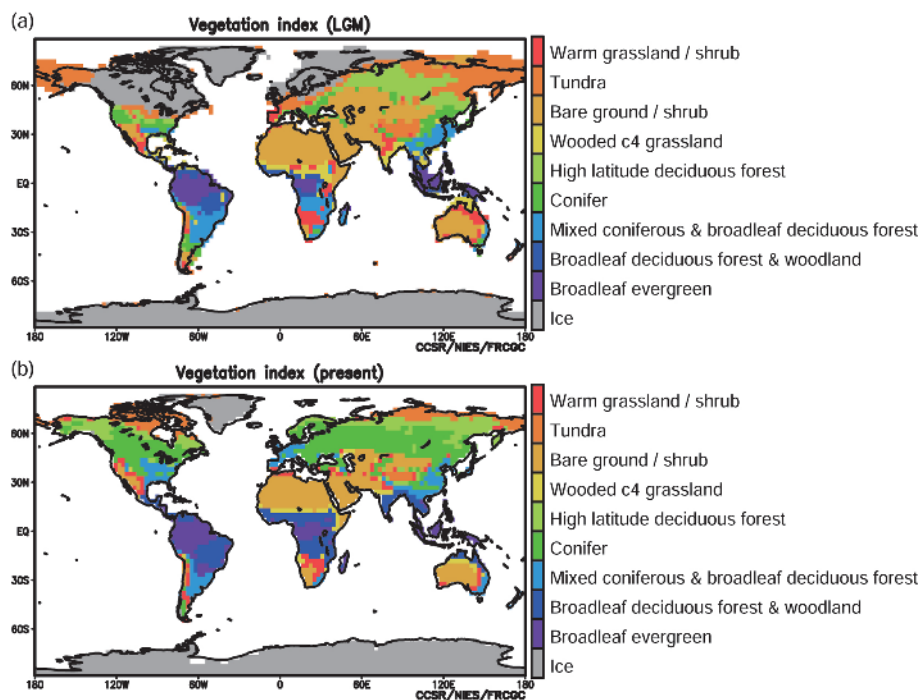 (a)
Vegetation index (LGM)
60N
30N
EQ
30S
60S
180 120W 60W 0 60E 120E 180
CCSR/NIES/FRCGC
Warm grassland / shrub
Tundra
Bare ground / shrub
Wooded c4 grassland
High latitude deciduous forest
Conifer
Mixed coniferous & broadleaf deciduous forest
Broadleaf deciduous forest & woodland
Broadleaf evergreen
Ice
(b)
Vegetation index (present)
60N
30N
EQ
30S
60S
180 120W 60W 0 60E 120E 180
CCSR/NIES/FRCGC
Warm grassland / shrub
Tundra
Bare ground / shrub
Wooded c4 grassland
High latitude deciduous forest
Conifer
Mixed coniferous & broadleaf deciduous forest
Broadleaf deciduous forest & woodland
Broadleaf evergreen
Ice